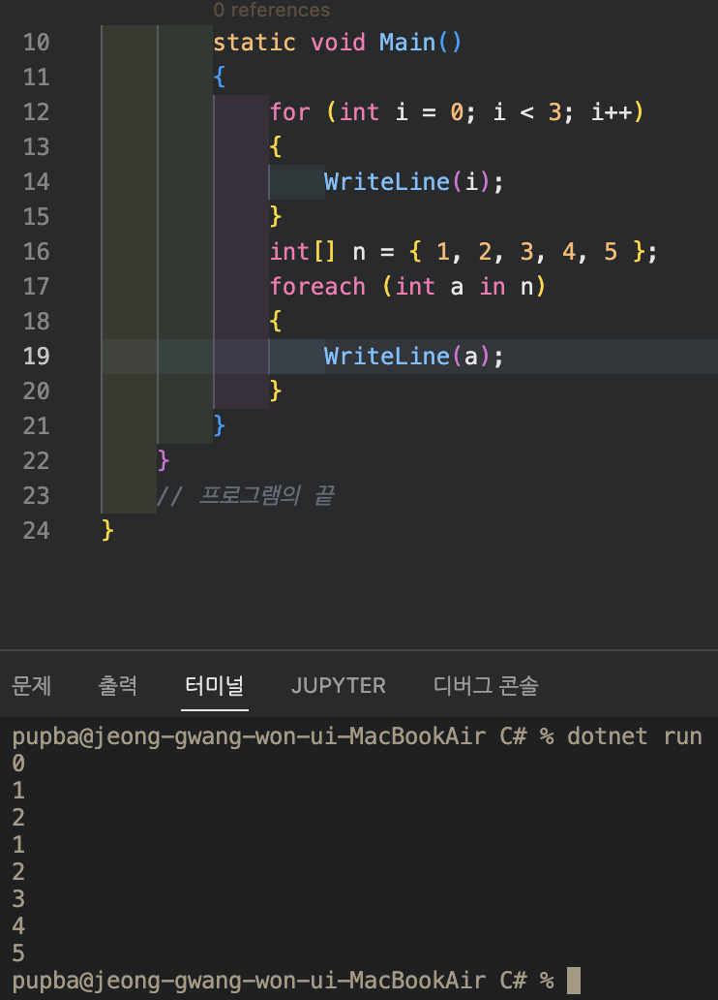 0 references
10 static void Main()
11 {
12 for (int i = 0; i < 3; i++)
13 {
14 WriteLine(i);
15 }
16 int[] n = { 1, 2, 3, 4, 5 };
17 foreach (int a in n)
18 {
19 WriteLine(a);
20 }
21 }
22 }
23 // 프로그램의 끝
24 }
문제 출력 터미널 JUPYTER 디버그 콘솔
pupba@jeong-gwang-won-ui-MacBookAir C# % dotnet run
0
1
2
1
2
3
4
5
pupba@jeong-gwang-won-ui-MacBookAir C# %